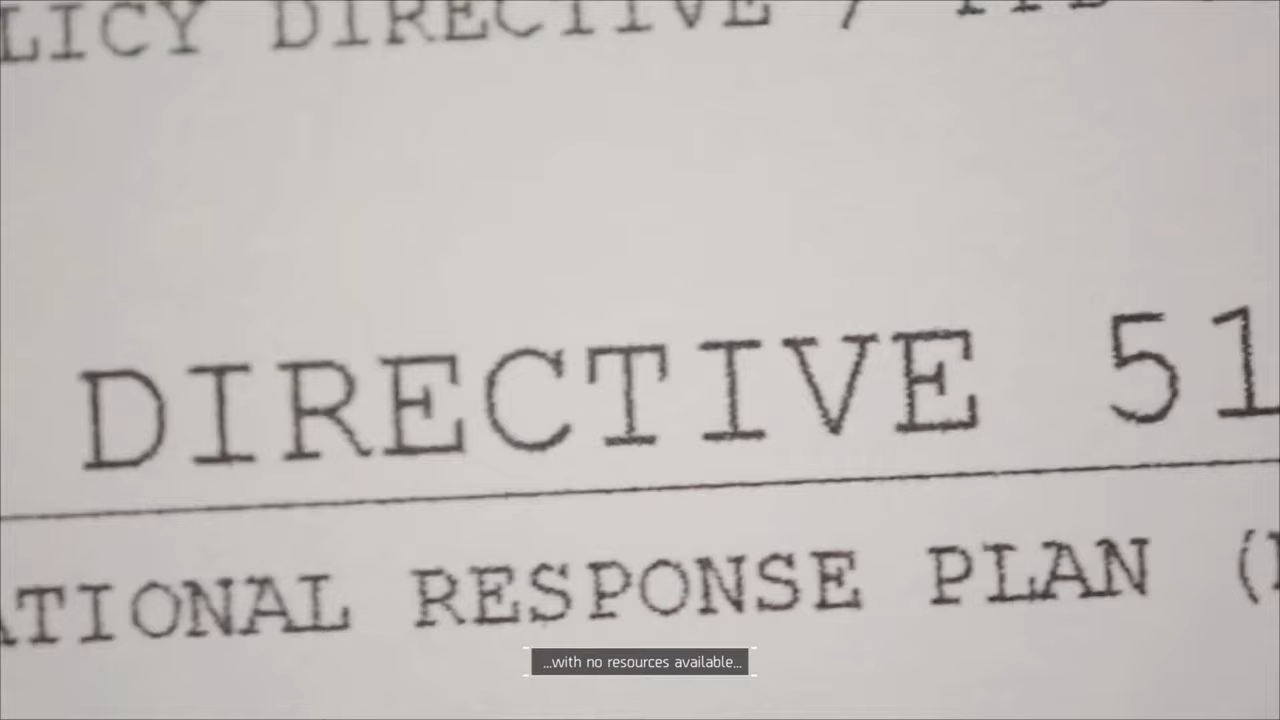 LICY DIRECTIVE /
DIRECTIVE 51
ATIONAL RESPONSE PLAN (
...with no resources available...